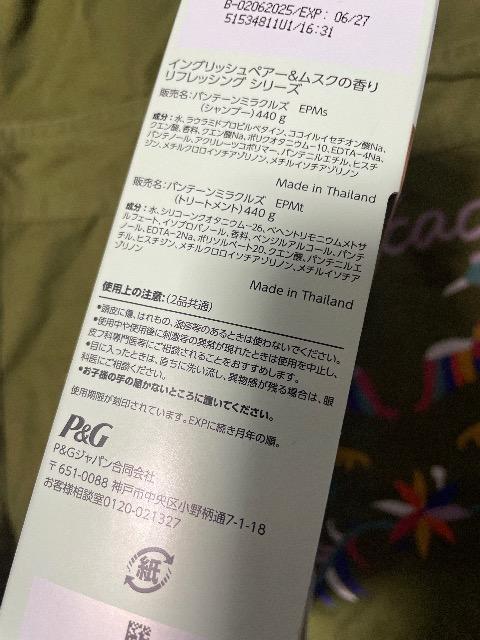 B-02062025/EXP: 06/27
51534811U1/16:31
イングリッシュペアー&ムスクの香り
リフレッシング シリーズ
販売名:パンテーンミラクルズ EPMs
(シャンプー)440g
成分:水、ラウラミドプロピルベタイン、ココイルイセチオン酸Na、
クエン酸、香料、クエン酸Na、ポリクオタニウム-10、EDTA-4Na、
パンテノール、アクリレーツコポリマー、パンテニルエチル、ヒスチ
ジン、メチルクロロイソチアゾリノン、メチルイソチアゾリノン
Made in Thailand
販売名:パンテーンミラクルズ EPMt
(トリートメント)440g
成分:水、シリコーンクオタニウム-26、ベヘントリモニウムメトサ
ルフェート、イソプロパノール、香料、ベンジルアルコール、パンテ
ノール、EDTA-2Na、ポリソルベート20、クエン酸、パンテニルエ
チル、ヒスチジン、メチルクロロイソチアゾリノン、メチルイソチア
ゾリノン
Made in Thailand
使用上の注意:(2品共通)
●頭皮に傷、はれもの、湿疹等のあるときは使わないでください。
●使用中や使用後に刺激等の異常が現れたときは使用を中止し、
皮フ科専門医等にご相談されることをおすすめします。
●目に入ったときは、直ちに洗い流し、異物感が残る場合は、眼
科医にご相談ください。
●お子様の手の届かないところに置いてください。
使用期限が刻印されています。EXPに続き月年の順。
P&G
P&Gジャパン合同会社
〒651-0088 神戸市中央区小野柄通7-1-18
お客様相談室0120-021327
紙